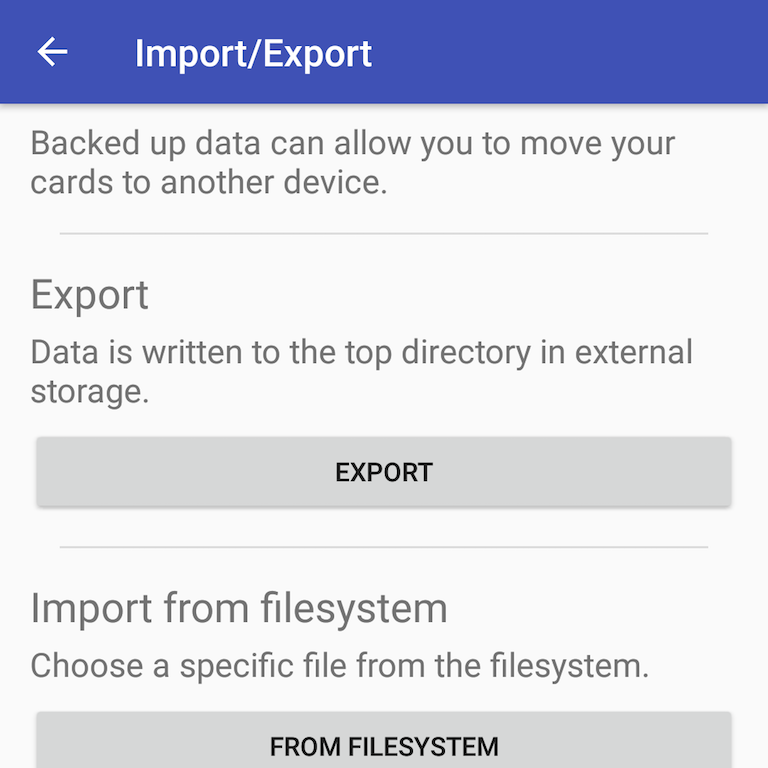 Import/Export
Backed up data can allow you to move your
cards to another device.
Export
Data is written to the top directory in external
storage.
EXPORT
Import from filesystem
Choose a specific file from the filesystem.
FROM FILESYSTEM